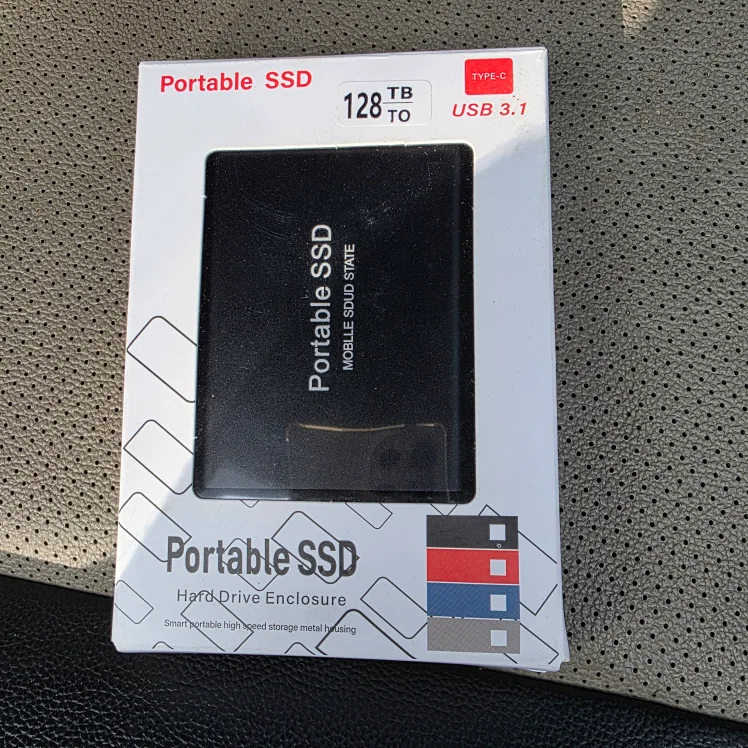 Portable SSD
128 TB
TO
TYPE-C
USB 3.1
Portable SSD
MOBLLE SDUD STATE
Portable SSD
Hard Drive Enclosure
Smart portable high speed storage metal housing